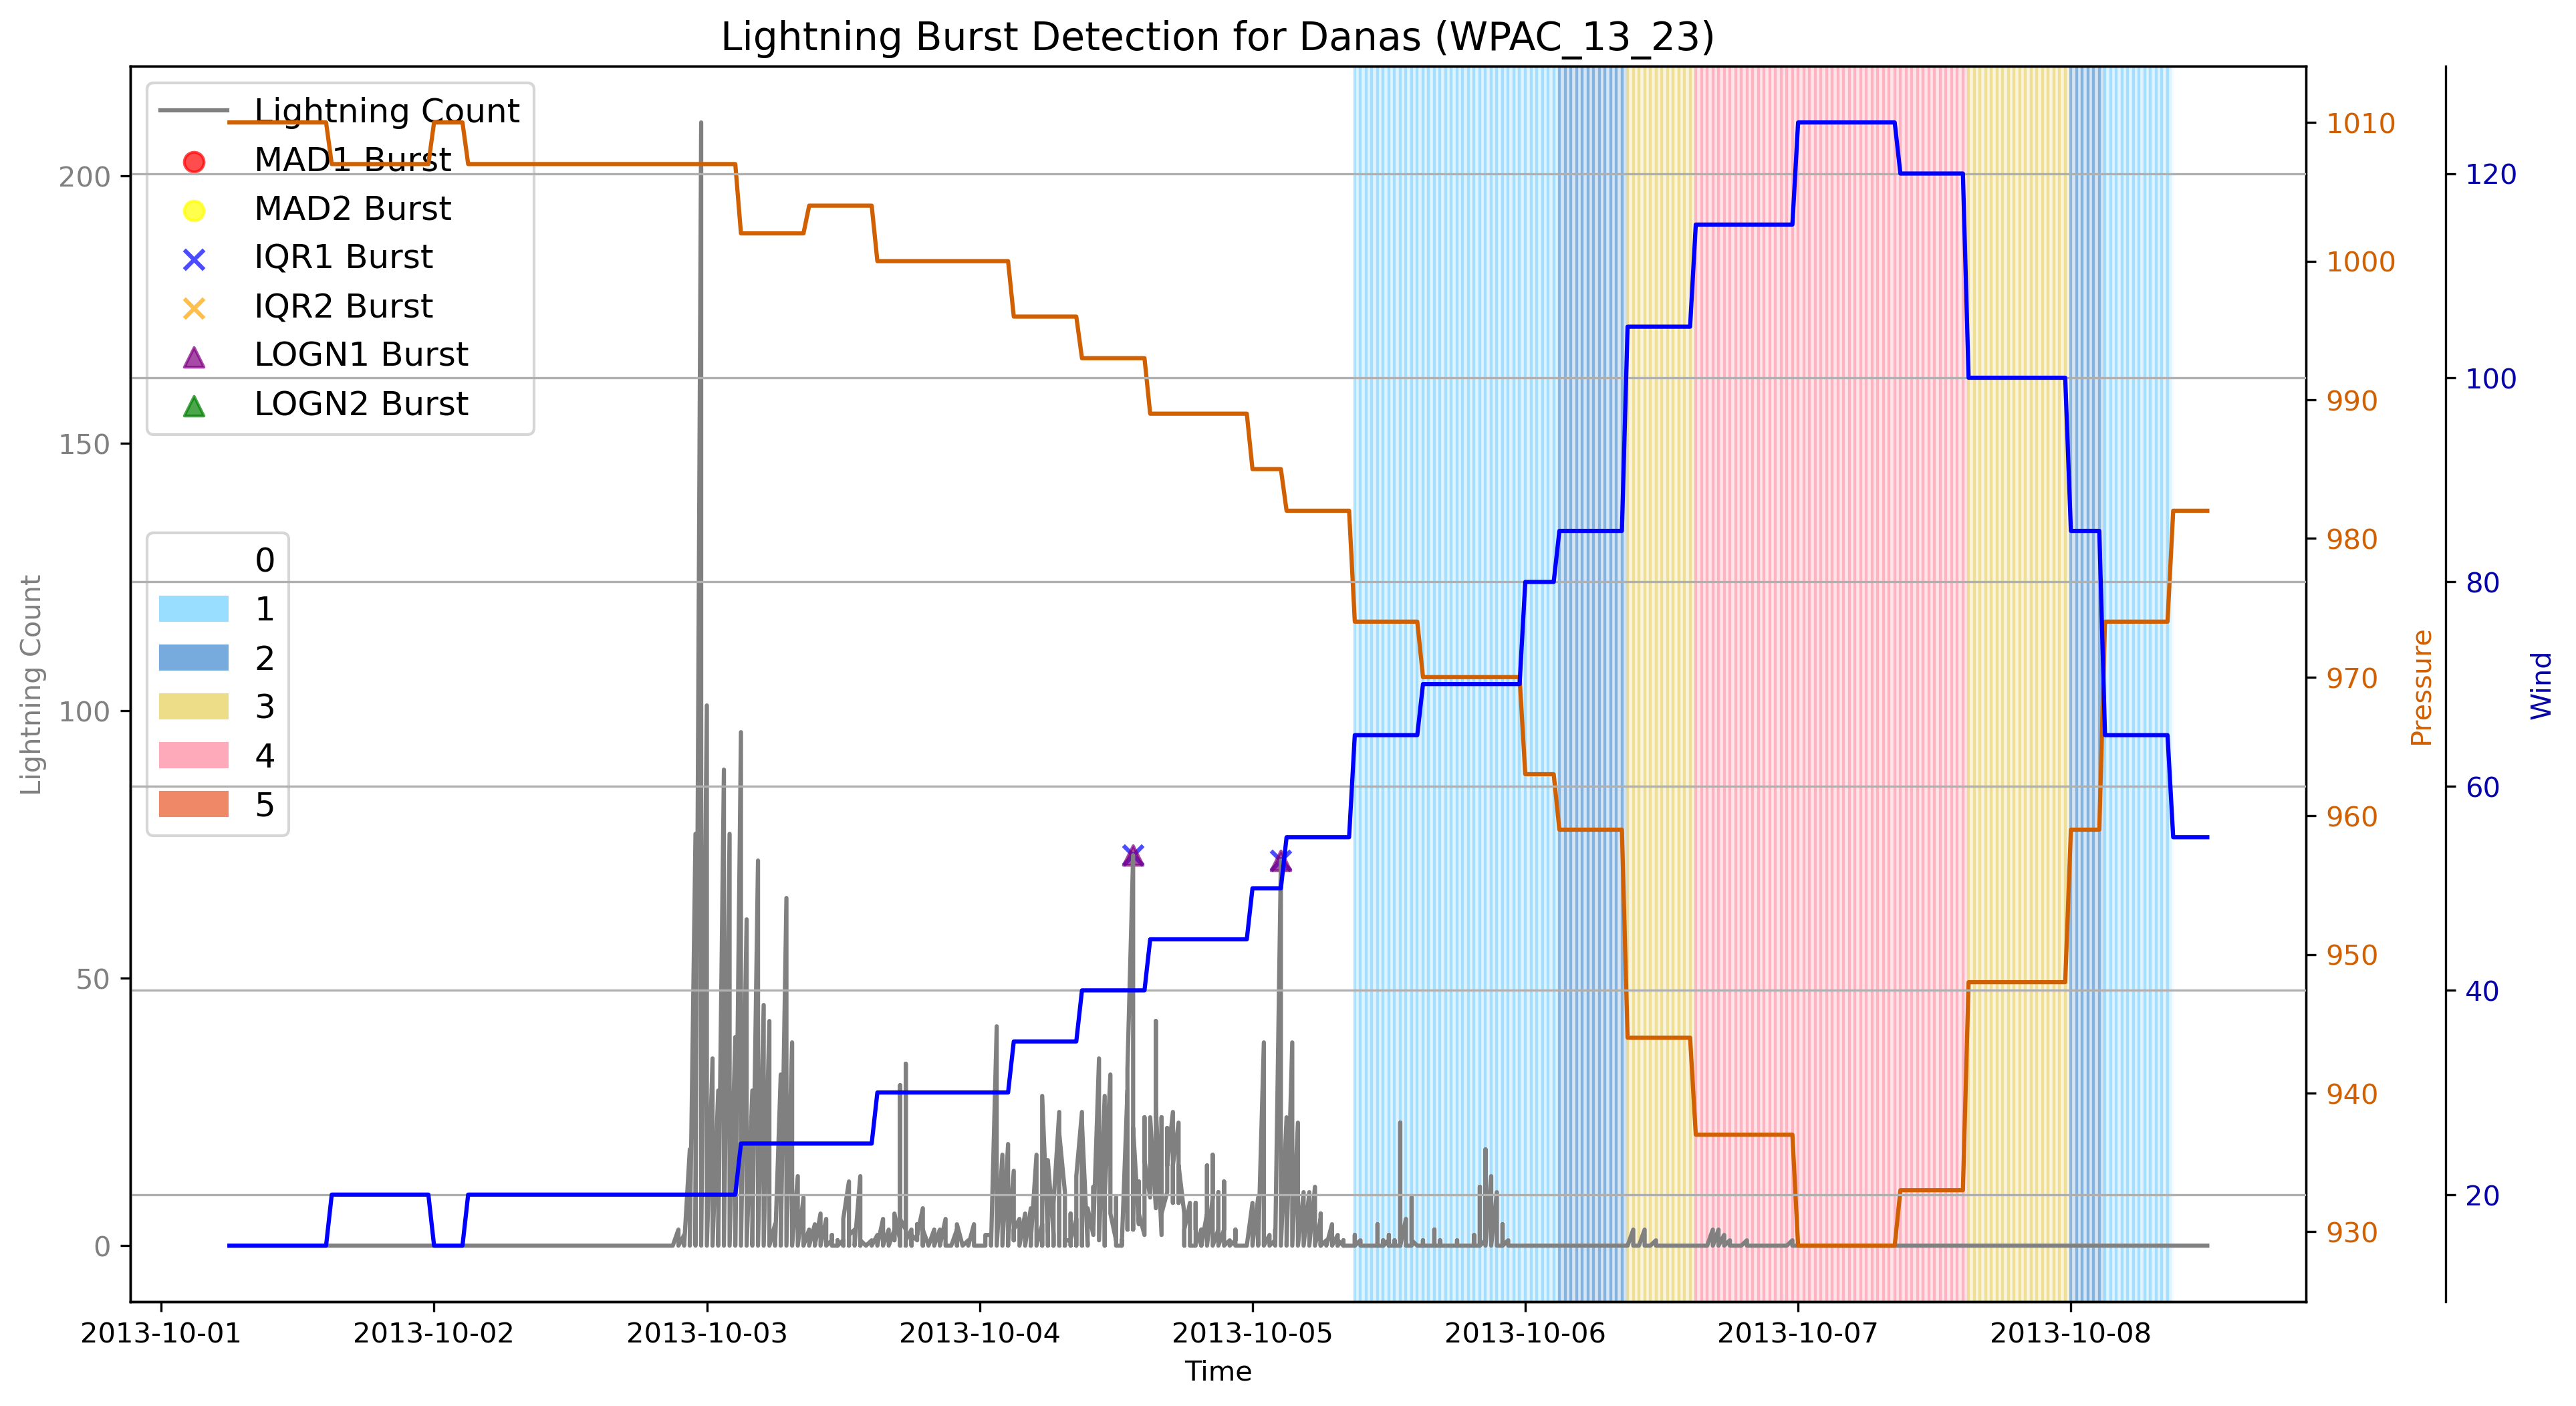 Lightning Burst Detection for Danas (WPAC_13_23)
Lightning Count
MAD1 Burst
MAD2 Burst
IQR1 Burst
IQR2 Burst
LOGN1 Burst
LOGN2 Burst
0
1
2
3
4
5
Lightning Count
200
150
100
50
0
1010
1000
990
980
970
960
950
940
930
Pressure
120
100
80
60
40
20
Wind
2013-10-01
2013-10-02
2013-10-03
2013-10-04
2013-10-05
2013-10-06
2013-10-07
2013-10-08
Time